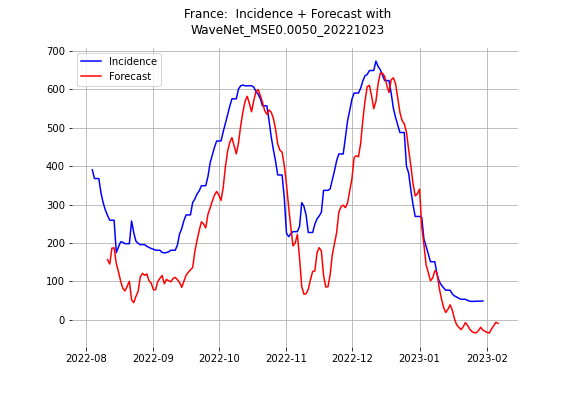 France:  Incidence + Forecast with
WaveNet_MSE0.0050_20221023
Incidence
Forecast
700
600
500
400
300
200
100
0
2022-08 2022-09 2022-10 2022-11 2022-12 2023-01 2023-02